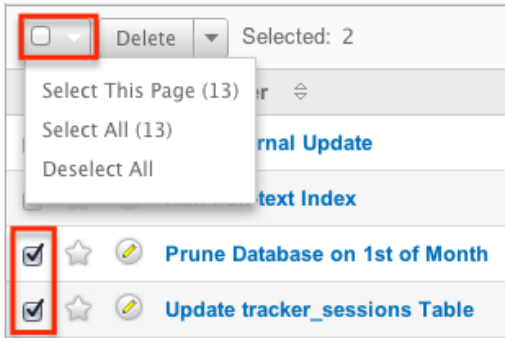 Delete
Selected: 2
Select This Page (13)
Select All (13)
rnal Update
Deselect All
text Index
Prune Database on 1st of Month
Update tracker_sessions Table